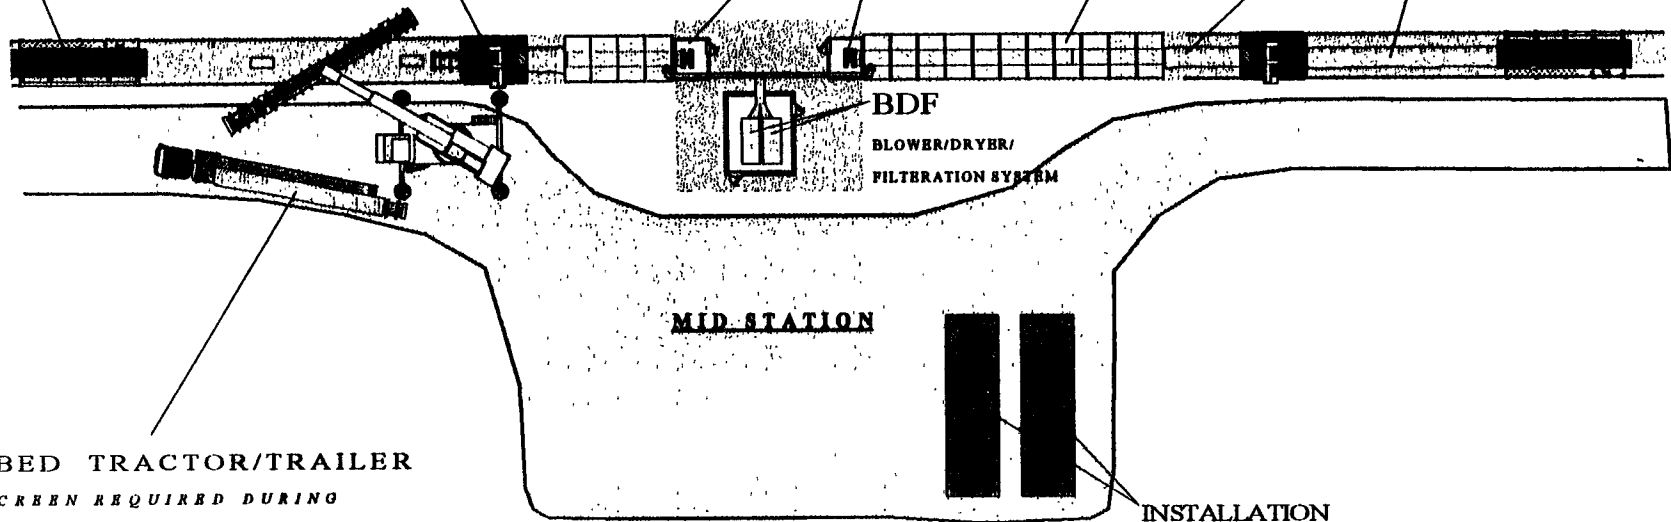 BDF
BLOWER/DRYER/
FILTERATION SYSTEM
MID STATION
BED TRACTOR/TRAILER
CREEN REQUIRED DURING
INSTALLATION